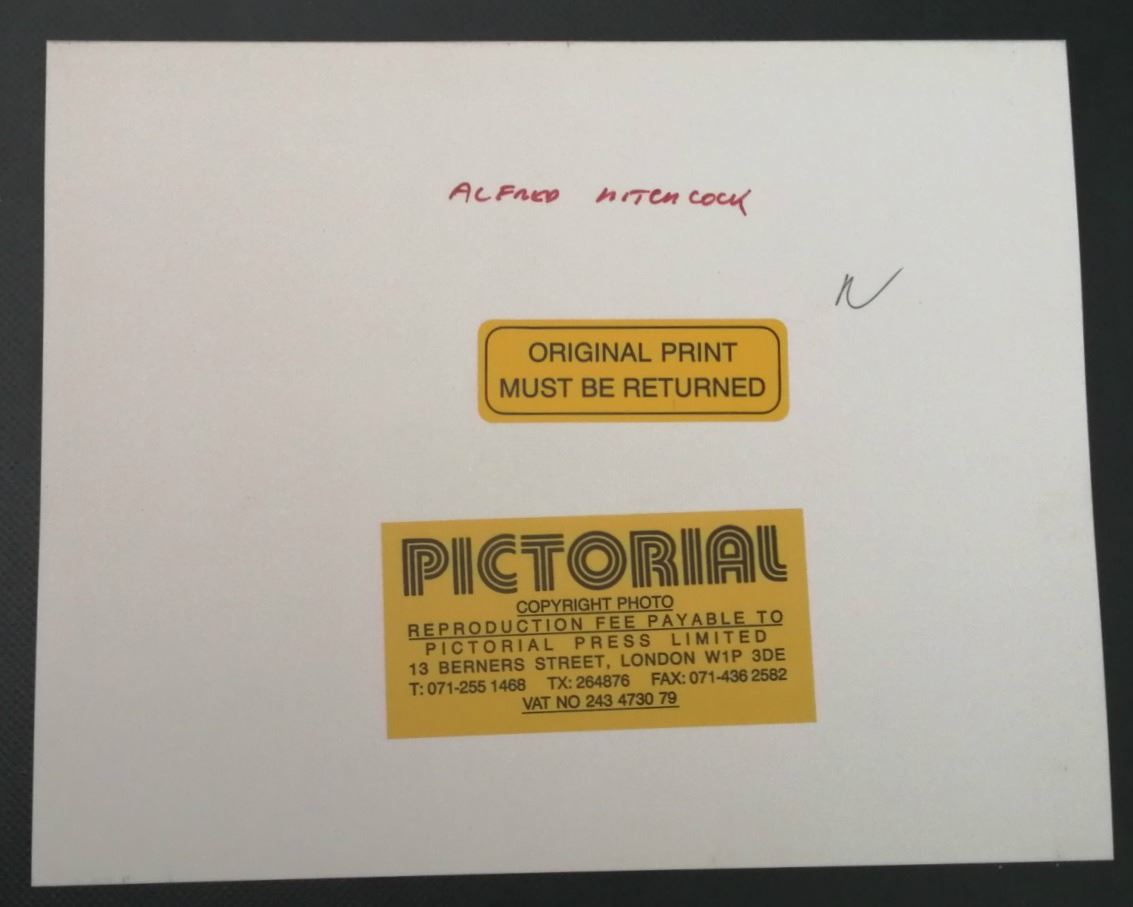 ALFRED HITCHCOCK
N
ORIGINAL PRINT
MUST BE RETURNED
PICTORIAL
COPYRIGHT PHOTO
REPRODUCTION FEE PAYABLE TO
PICTORIAL PRESS LIMITED
13 BERNERS STREET, LONDON W1P 3DE
T: 071-255 1468 TX: 264876 FAX: 071-436 2582
VAT NO 243 4730 79